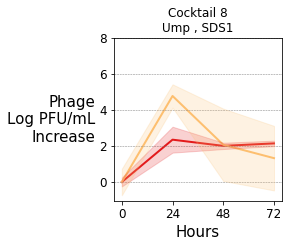 Cocktail 8
Ump , SDS1
8
6
4
2
0
Phage
Log PFU/mL
Increase
0 24 48 72
Hours